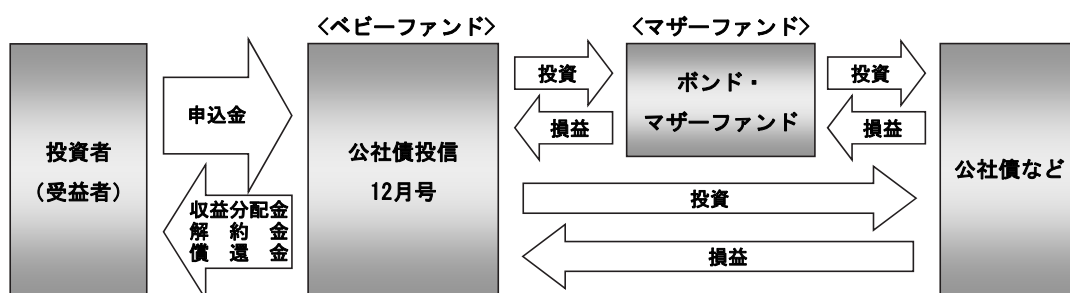 <ベビーファンド>
<マザーファンド>
投資者
(受益者)
申込金
収益分配金
解約金
償還金
公社債投信
12月号
投資
損益
ボンド・
マザーファンド
投資
損益
投資
損益
公社債など